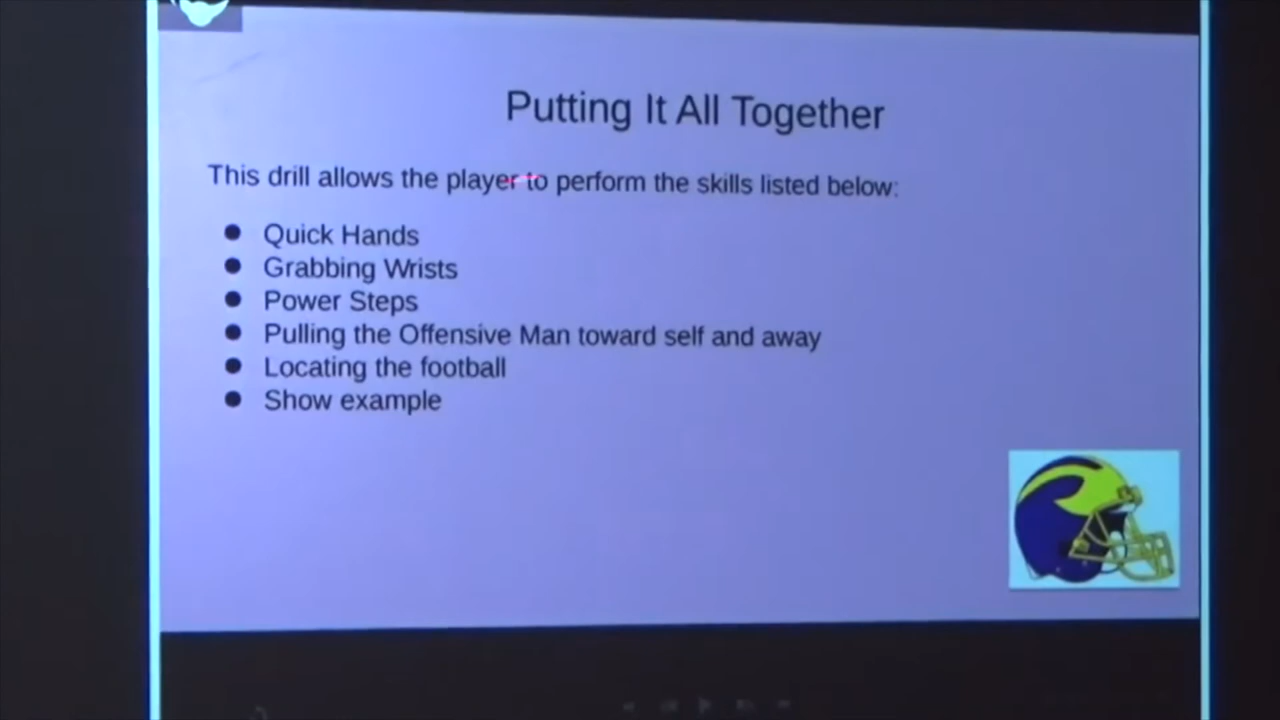 Putting It All Together
This drill allows the player to perform the skills listed below:
● Quick Hands
● Grabbing Wrists
● Power Steps
● Pulling the Offensive Man toward self and away
● Locating the football
● Show example